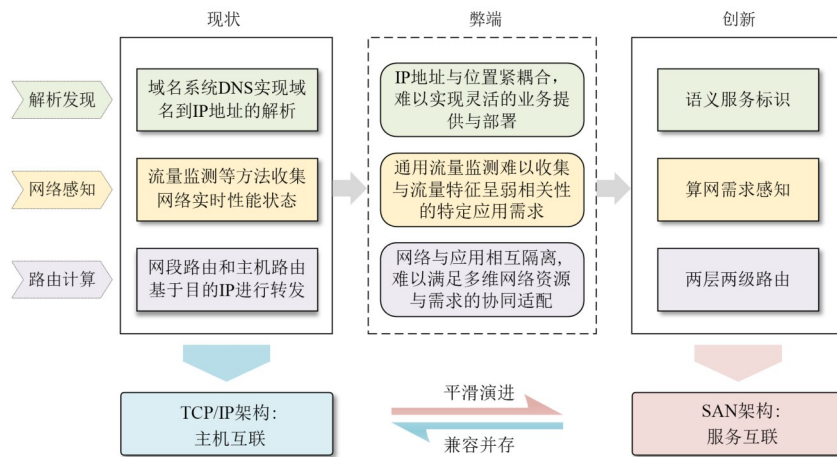 现状
弊端
创新
解析发现
域名系统DNS实现域
名到IP地址的解析
IP地址与位置紧耦合，
难以实现灵活的业务提
供与部署
语义服务标识
网络感知
流量监测等方法收集
网络实时性能状态
通用流量监测难以收集
与流量特征呈弱相关性
的特定应用需求
算网需求感知
路由计算
网段路由和主机路由
基于目的IP进行转发
网络与应用相互隔离，
难以满足多维网络资源
与需求的协同适配
两层两级路由
TCP/IP架构：
主机互联
平滑演进
兼容并存
SAN架构：
服务互联